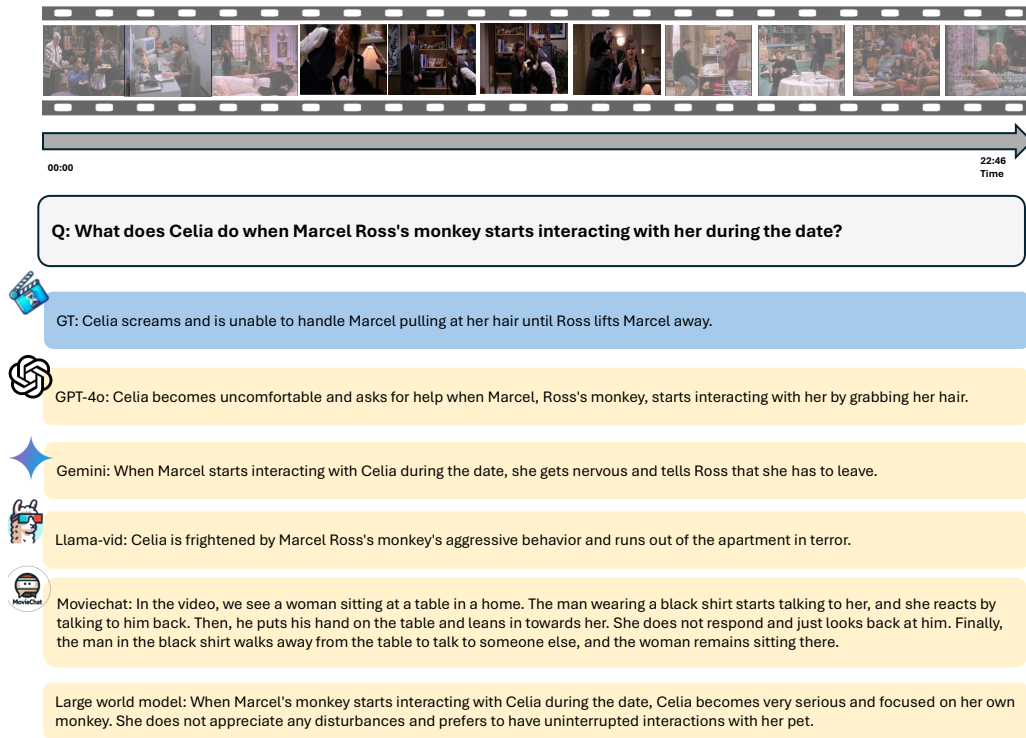 00:00
22:46
Time
Q: What does Celia do when Marcel Ross's monkey starts interacting with her during the date?
GT: Celia screams and is unable to handle Marcel pulling at her hair until Ross lifts Marcel away.
GPT-4o: Celia becomes uncomfortable and asks for help when Marcel, Ross's monkey, starts interacting with her by grabbing her hair.
Gemini: When Marcel starts interacting with Celia during the date, she gets nervous and tells Ross that she has to leave.
Llama-vid: Celia is frightened by Marcel Ross's monkey's aggressive behavior and runs out of the apartment in terror.
MovieChat
Moviechat: In the video, we see a woman sitting at a table in a home. The man wearing a black shirt starts talking to her, and she reacts by
talking to him back. Then, he puts his hand on the table and leans in towards her. She does not respond and just looks back at him. Finally,
the man in the black shirt walks away from the table to talk to someone else, and the woman remains sitting there.
Large world model: When Marcel's monkey starts interacting with Celia during the date, Celia becomes very serious and focused on her own
monkey. She does not appreciate any disturbances and prefers to have uninterrupted interactions with her pet.